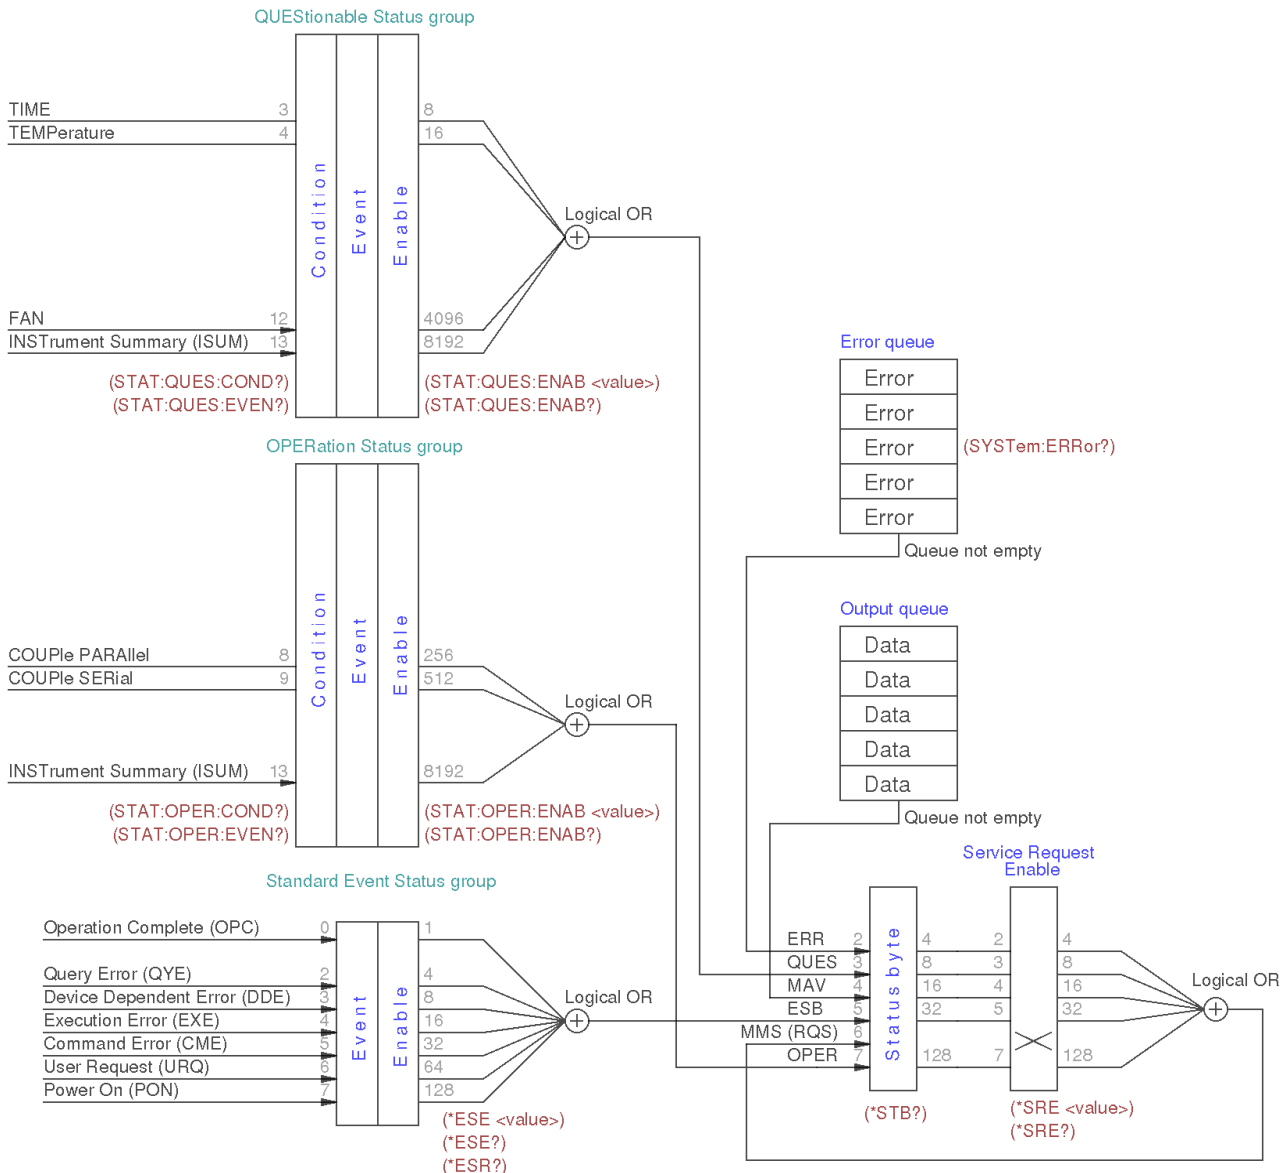 QUEStionable Status group
TIME 3 8
TEMPerature 4 16
Condition
Event
Enable
Logical OR
FAN 12 4096
INSTrument Summary (ISUM) 13 8192
(STAT:QUES:COND?) (STAT:QUES:ENAB <value>)
(STAT:QUES:EVEN?) (STAT:QUES:ENAB?)
Error queue
Error
Error
Error (SYSTem:ERRor?)
Error
Error
Queue not empty
OPERation Status group
COUPle PARAllel 8 256
COUPle SERial 9 512
Condition
Event
Enable
Logical OR
INSTrument Summary (ISUM) 13 8192
(STAT:OPER:COND?) (STAT:OPER:ENAB <value>)
(STAT:OPER:EVEN?) (STAT:OPER:ENAB?)
Output queue
Data
Data
Data
Data
Data
Queue not empty
Standard Event Status group
Operation Complete (OPC) 0 1
Query Error (QYE) 2 4
Device Dependent Error (DDE) 3 8
Execution Error (EXE) 4 16
Command Error (CME) 5 32
User Request (URQ) 6 64
Power On (PON) 7 128
Event
Enable
Logical OR
(*ESE <value>)
(*ESE?)
(*ESR?)
Service Request
Enable
ERR 2 4 2 4
QUES 3 8 3 8
MAV 4 16 4 16
ESB 5 32 5 32
MMS (RQS) 6
OPER 7 128 7 128
Status byte
Logical OR
(*STB?)
(*SRE <value>)
(*SRE?)